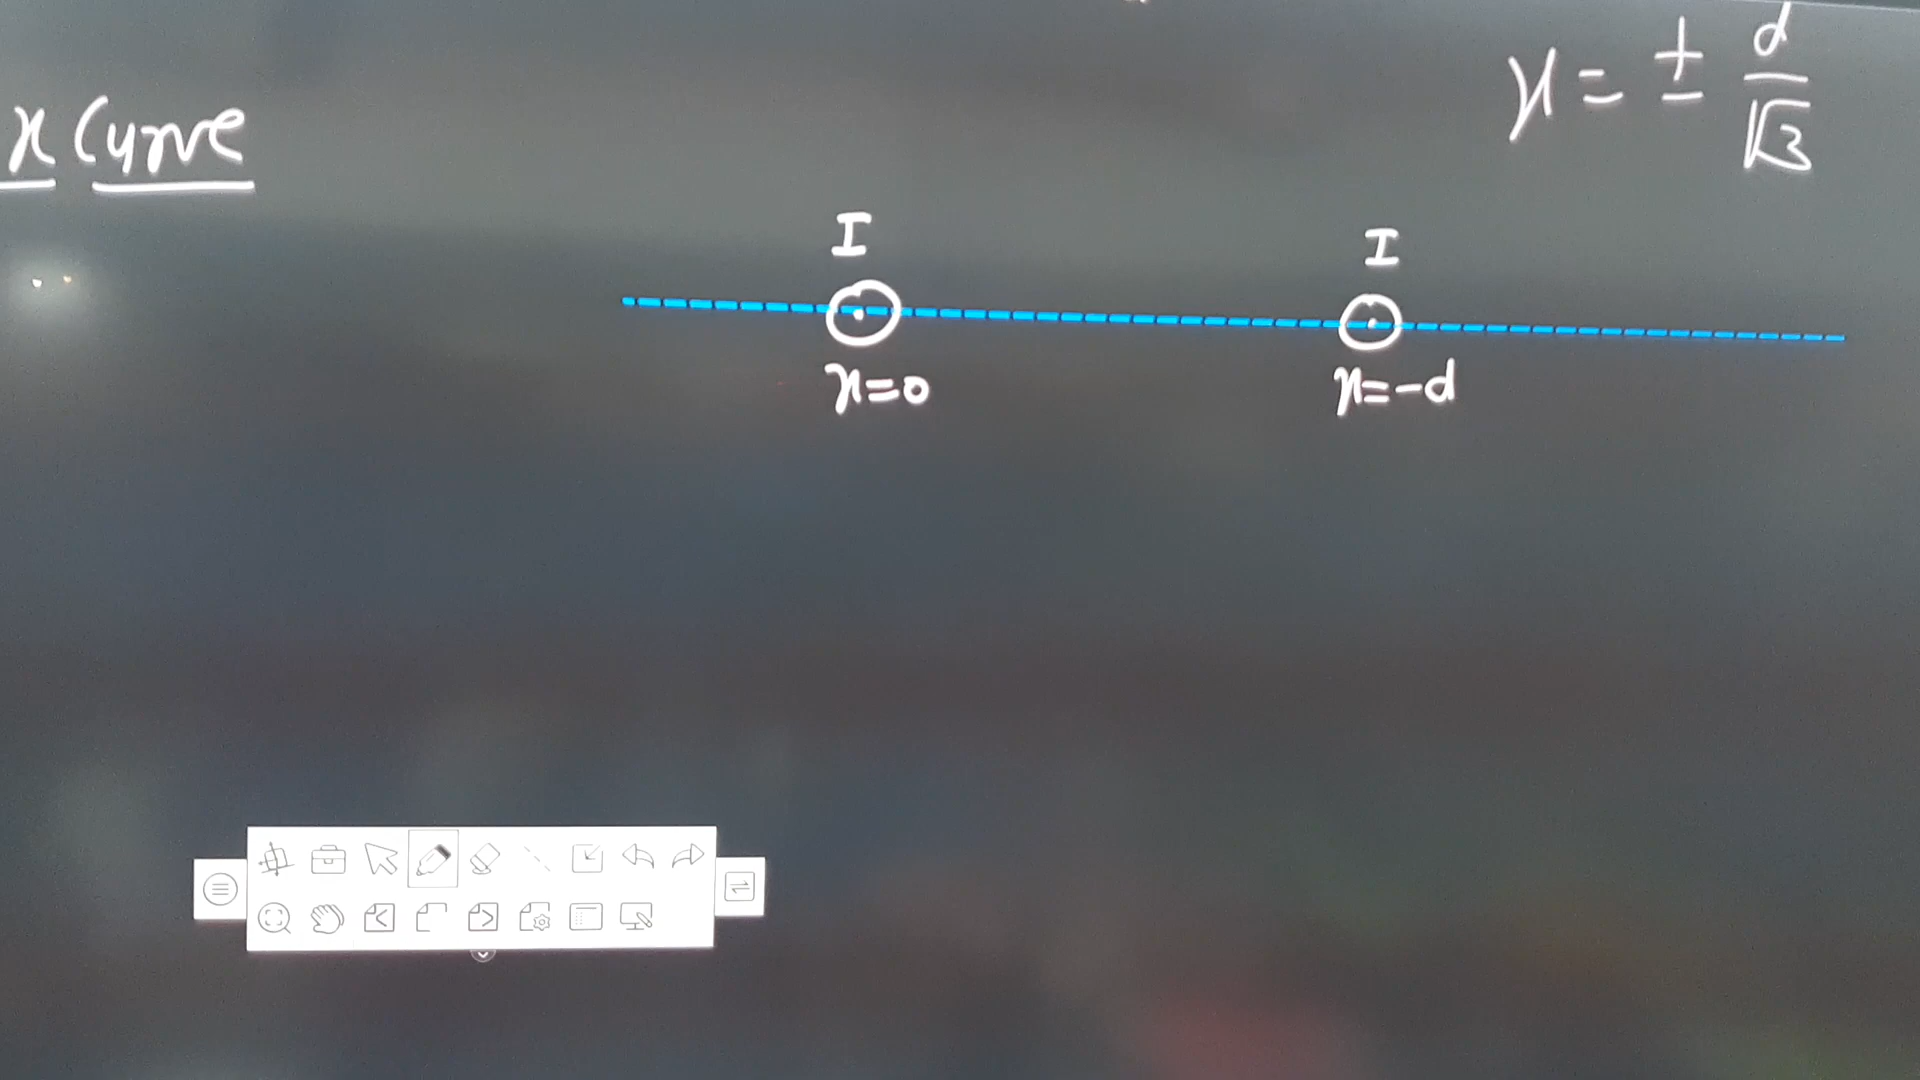 x = ± d/√3
x Curve
I I
x=0 x=-d